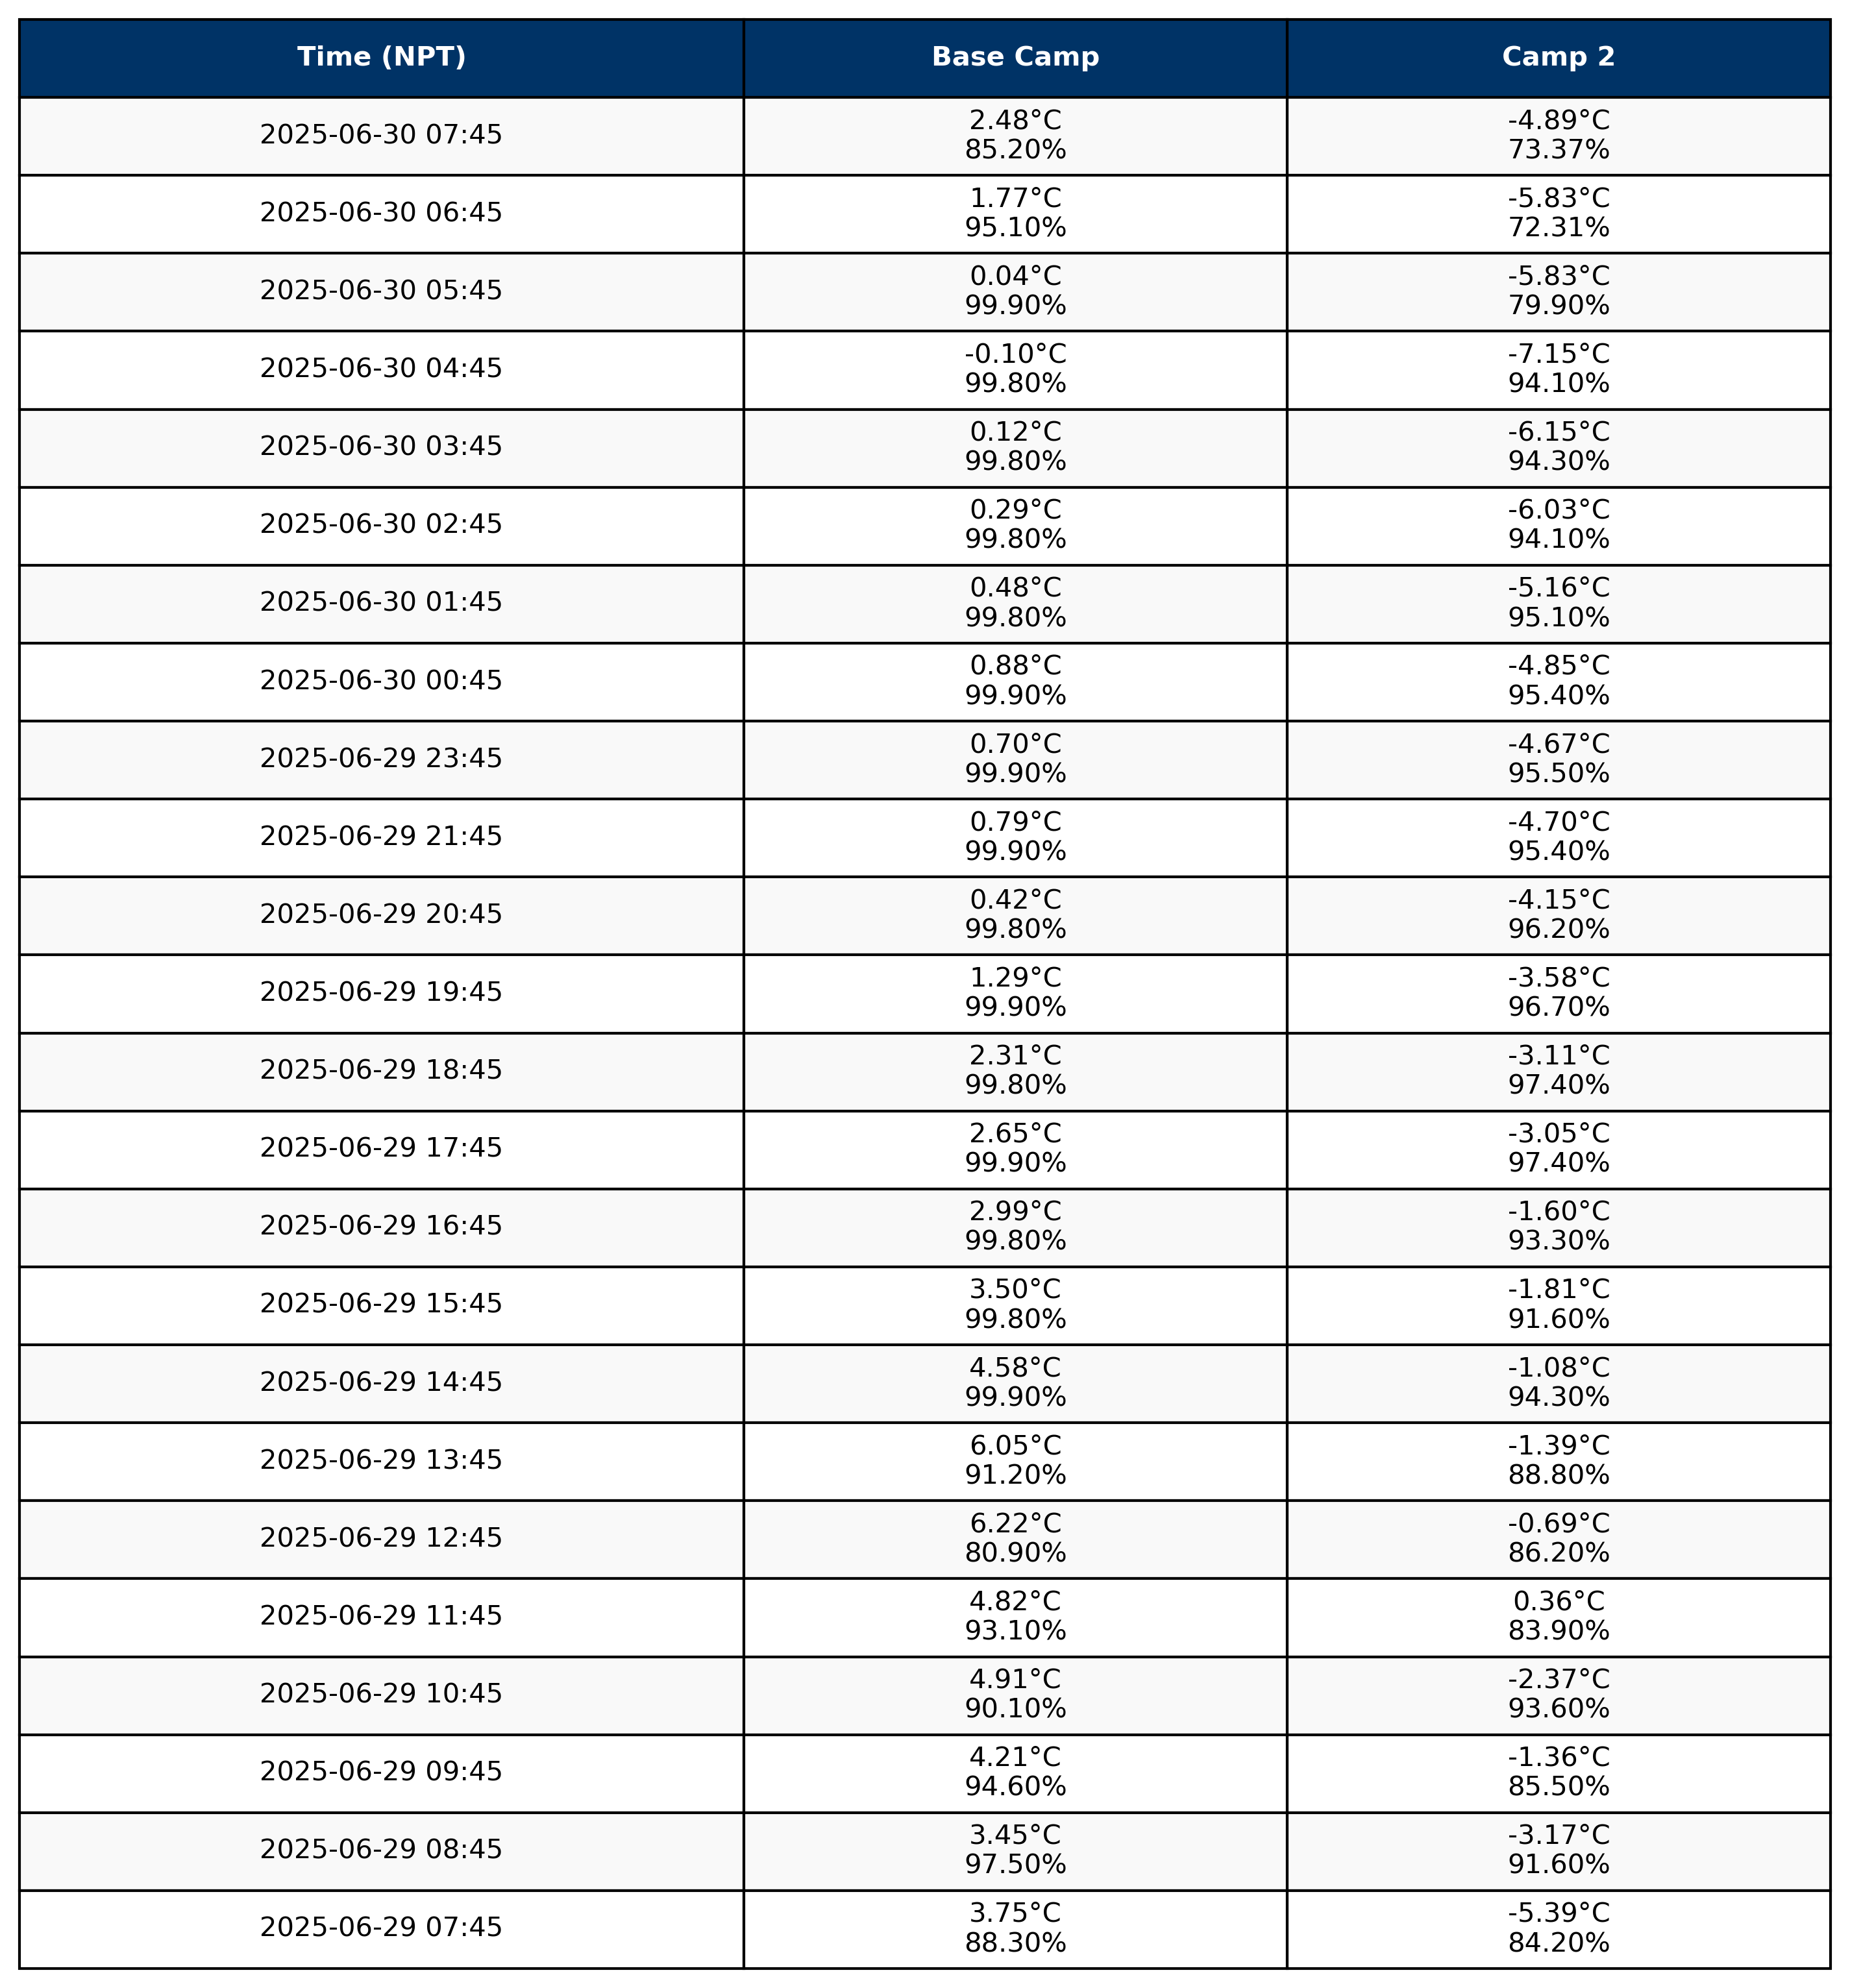 Time (NPT) Base Camp Camp 2
2025-06-30 07:45 2.48°C -4.89°C
85.20% 73.37%
2025-06-30 06:45 1.77°C -5.83°C
95.10% 72.31%
2025-06-30 05:45 0.04°C -5.83°C
99.90% 79.90%
2025-06-30 04:45 -0.10°C -7.15°C
99.80% 94.10%
2025-06-30 03:45 0.12°C -6.15°C
99.80% 94.30%
2025-06-30 02:45 0.29°C -6.03°C
99.80% 94.10%
2025-06-30 01:45 0.48°C -5.16°C
99.80% 95.10%
2025-06-30 00:45 0.88°C -4.85°C
99.90% 95.40%
2025-06-29 23:45 0.70°C -4.67°C
99.90% 95.50%
2025-06-29 21:45 0.79°C -4.70°C
99.90% 95.40%
2025-06-29 20:45 0.42°C -4.15°C
99.80% 96.20%
2025-06-29 19:45 1.29°C -3.58°C
99.90% 96.70%
2025-06-29 18:45 2.31°C -3.11°C
99.80% 97.40%
2025-06-29 17:45 2.65°C -3.05°C
99.90% 97.40%
2025-06-29 16:45 2.99°C -1.60°C
99.80% 93.30%
2025-06-29 15:45 3.50°C -1.81°C
99.80% 91.60%
2025-06-29 14:45 4.58°C -1.08°C
99.90% 94.30%
2025-06-29 13:45 6.05°C -1.39°C
91.20% 88.80%
2025-06-29 12:45 6.22°C -0.69°C
80.90% 86.20%
2025-06-29 11:45 4.82°C 0.36°C
93.10% 83.90%
2025-06-29 10:45 4.91°C -2.37°C
90.10% 93.60%
2025-06-29 09:45 4.21°C -1.36°C
94.60% 85.50%
2025-06-29 08:45 3.45°C -3.17°C
97.50% 91.60%
2025-06-29 07:45 3.75°C -5.39°C
88.30% 84.20%